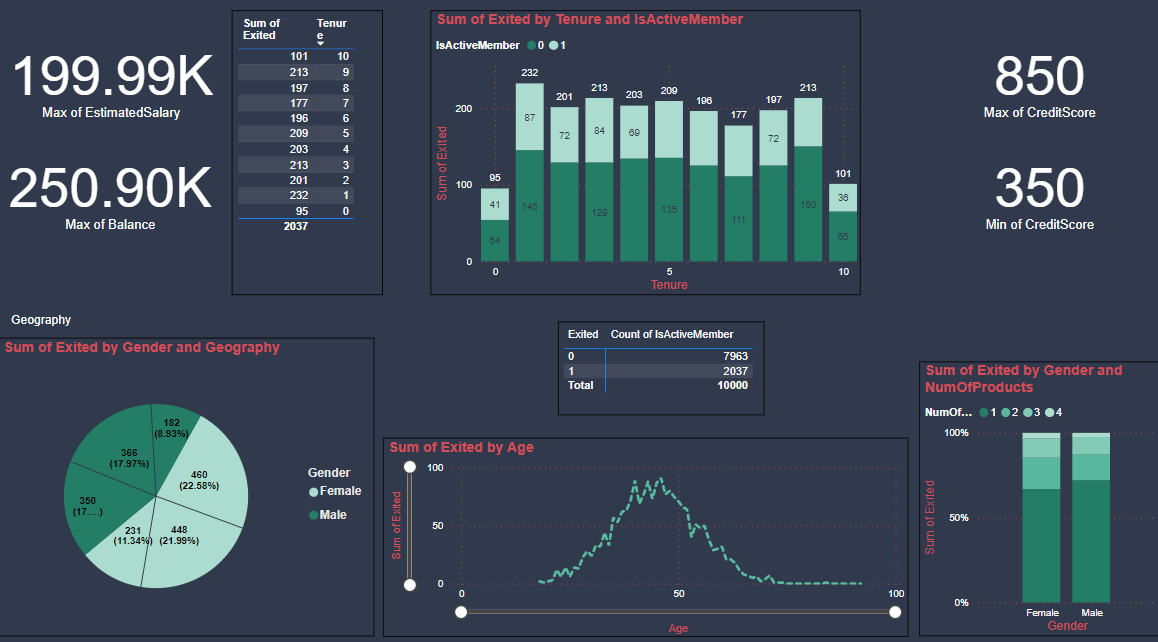 199.99K
Max of EstimatedSalary
250.90K
Max of Balance
Sum of Exited Tenur e
101 10
213 9
197 8
177 7
196 6
209 5
203 4
213 3
201 2
232 1
95 0
2037
Sum of Exited by Tenure and IsActiveMember
IsActiveMember 0 1
Sum of Exited
200
100
0
95 232 201 213 203 209 196 177 197 213 101
41 87 72 84 69 72 36
54 145 129 135 111 150 65
0 5 10
Tenure
850
Max of CreditScore
350
Min of CreditScore
Geography
Sum of Exited by Gender and Geography
182
(8.93%)
366
(17.97%)
460
(22.58%)
350
(17....)
231
(11.34%)
448
(21.99%)
Gender
Female
Male
Exited Count of IsActiveMember
0 7963
1 2037
Total 10000
Sum of Exited by Age
Sum of Exited
100
50
0
0 50 100
Age
Sum of Exited by Gender and
NumOfProducts
NumOf... 1 2 3 4
Sum of Exited
100%
50%
0%
Female Male
Gender